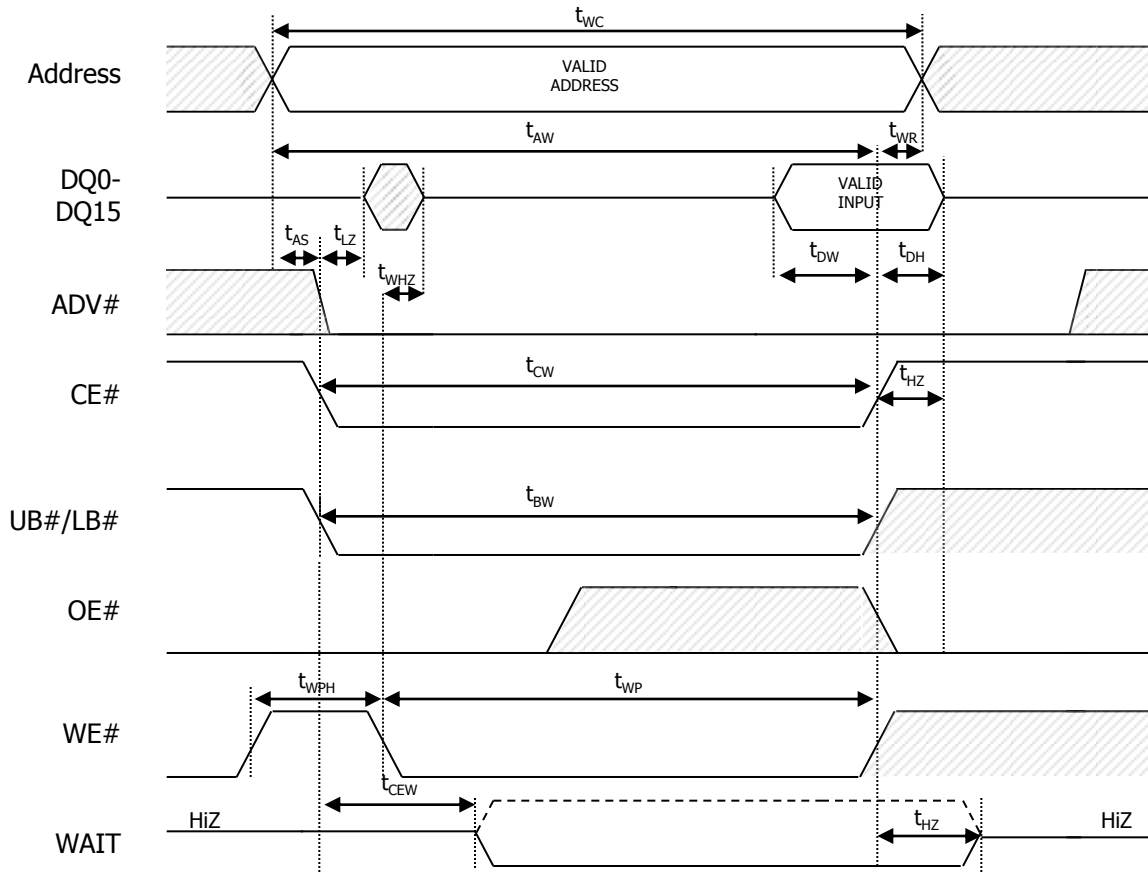 tWC
Address
VALID
ADDRESS
tAW
tWR
DQ0-
DQ15
VALID
INPUT
tAS
tLZ
tWHZ
tDW
tDH
ADV#
tCW
tHZ
CE#
tBW
UB#/LB#
OE#
tWPH
tWP
WE#
tCEW
HiZ
tHZ
HiZ
WAIT